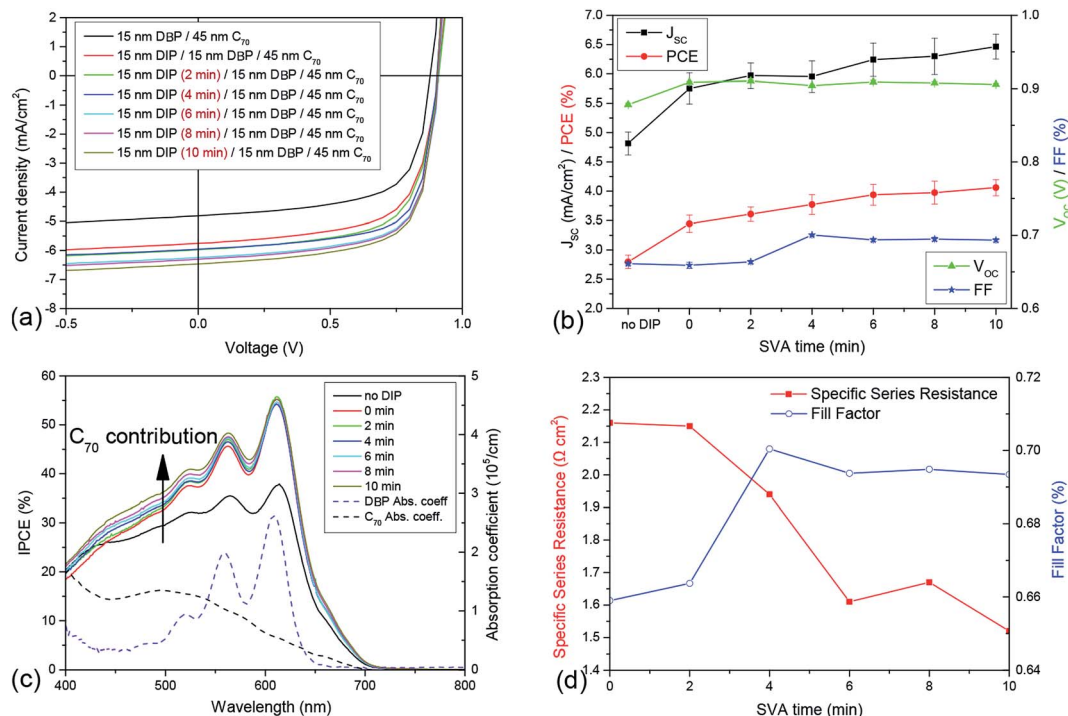 2
1
0
-1
-2
-3
-4
-5
-6
-7
-8
Current density (mA/cm²)
15 nm DBP / 45 nm C₇₀
15 nm DIP / 15 nm DBP / 45 nm C₇₀
15 nm DIP (2 min) / 15 nm DBP / 45 nm C₇₀
15 nm DIP (4 min) / 15 nm DBP / 45 nm C₇₀
15 nm DIP (6 min) / 15 nm DBP / 45 nm C₇₀
15 nm DIP (8 min) / 15 nm DBP / 45 nm C₇₀
15 nm DIP (10 min) / 15 nm DBP / 45 nm C₇₀
(a)
-0.5 0.0 0.5 1.0
Voltage (V)
7.0
6.5
6.0
5.5
5.0
4.5
4.0
3.5
3.0
2.5
2.0
J_SC (mA/cm²) / PCE (%)
J_SC
PCE
V_OC
FF
1.0
0.9
0.8
0.7
0.6
V_OC (V) / FF (%)
(b)
no DIP 0 2 4 6 8 10
SVA time (min)
60
50
40
30
20
10
0
IPCE (%)
C₇₀ contribution
no DIP
0 min
2 min
4 min
6 min
8 min
10 min
DBP Abs. coeff
C₇₀ Abs. coeff.
5
4
3
2
1
0
Absorption coefficient (10⁵/cm)
(c)
400 500 600 700 800
Wavelength (nm)
2.3
2.2
2.1
2.0
1.9
1.8
1.7
1.6
1.5
1.4
Specific Series Resistance (Ω cm²)
Specific Series Resistance
Fill Factor
0.72
0.70
0.68
0.66
0.64
Fill Factor (%)
(d)
0 2 4 6 8 10
SVA time (min)